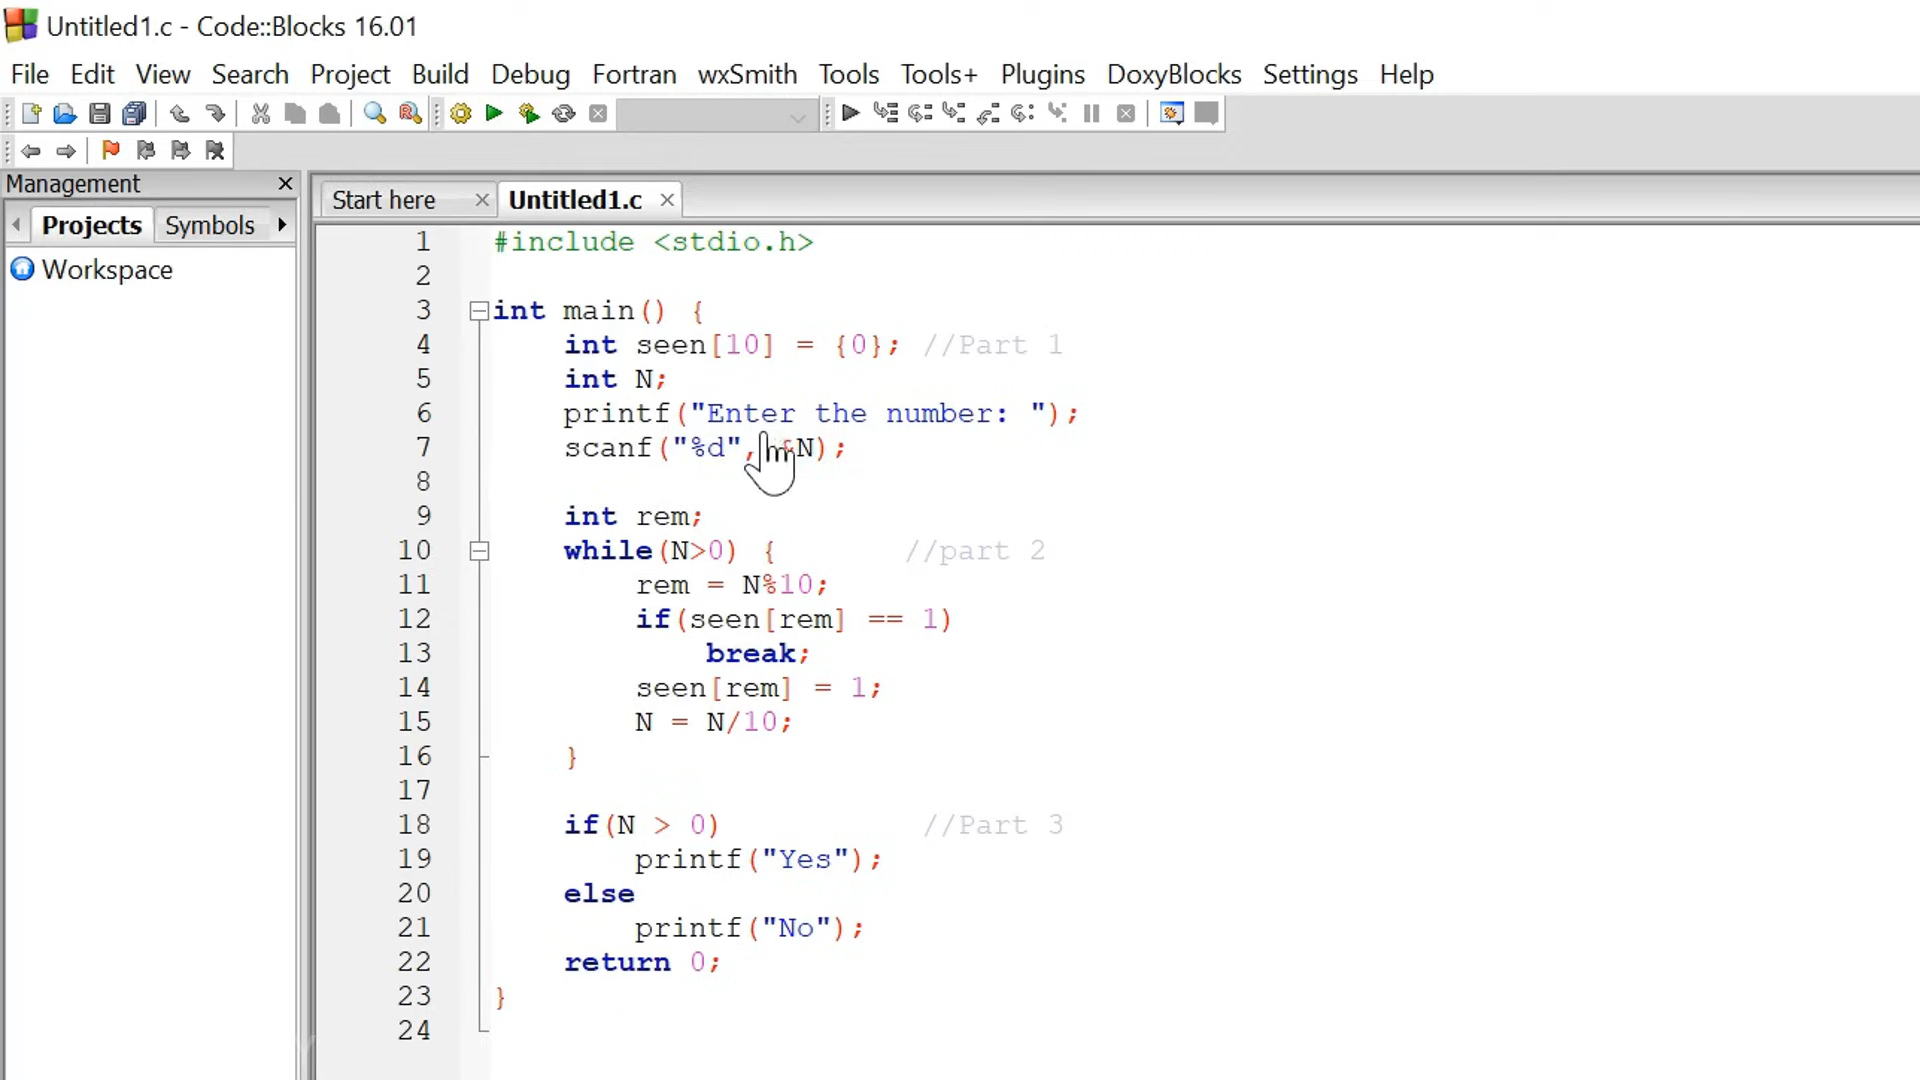 Untitled1.c - Code::Blocks 16.01
File Edit View Search Project Build Debug Fortran wxSmith Tools Tools+ Plugins DoxyBlocks Settings Help
Management
Start here Untitled1.c
Projects Symbols
Workspace
1 #include <stdio.h>
2
3 int main() {
4 int seen[10] = {0}; //Part 1
5 int N;
6 printf("Enter the number: ");
7 scanf("%d", &N);
8
9 int rem;
10 while(N>0) { //part 2
11 rem = N%10;
12 if(seen[rem] == 1)
13 break;
14 seen[rem] = 1;
15 N = N/10;
16 }
17
18 if(N > 0) //Part 3
19 printf("Yes");
20 else
21 printf("No");
22 return 0;
23 }
24